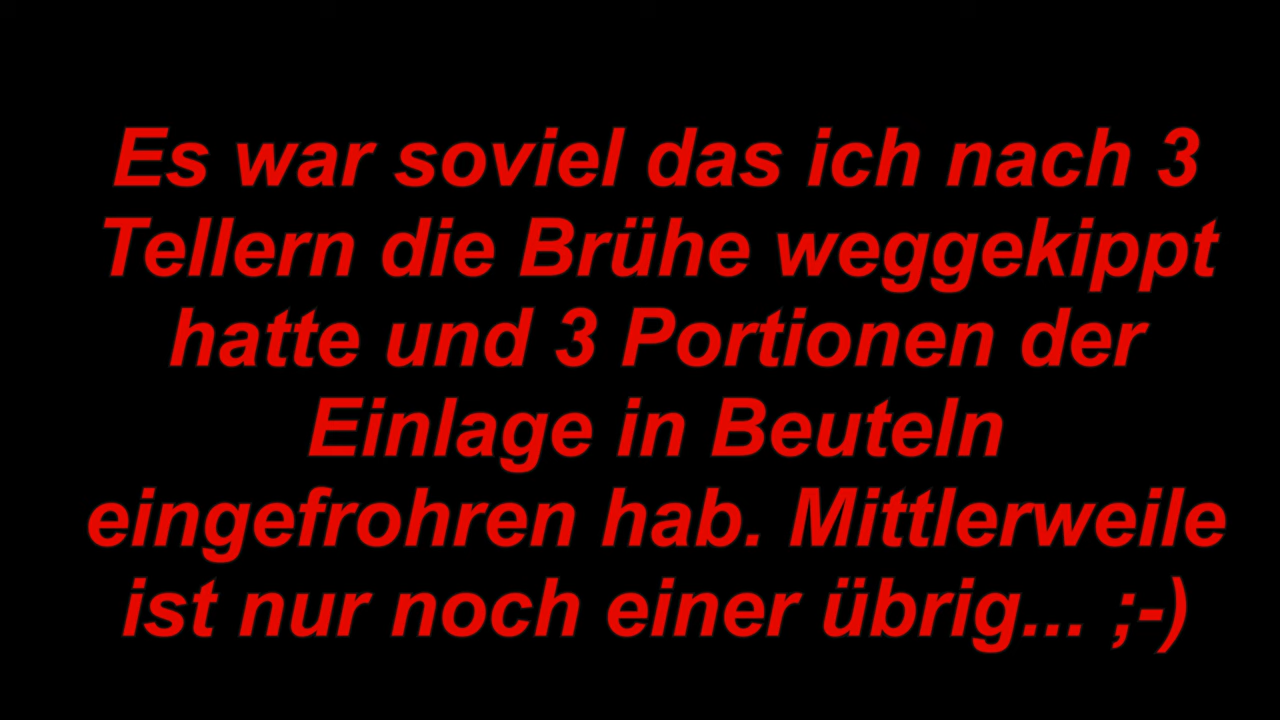 Es war soviel das ich nach 3
Tellern die Brühe weggekippt
hatte und 3 Portionen der
Einlage in Beuteln
eingefrohren hab. Mittlerweile
ist nur noch einer übrig... ;-)